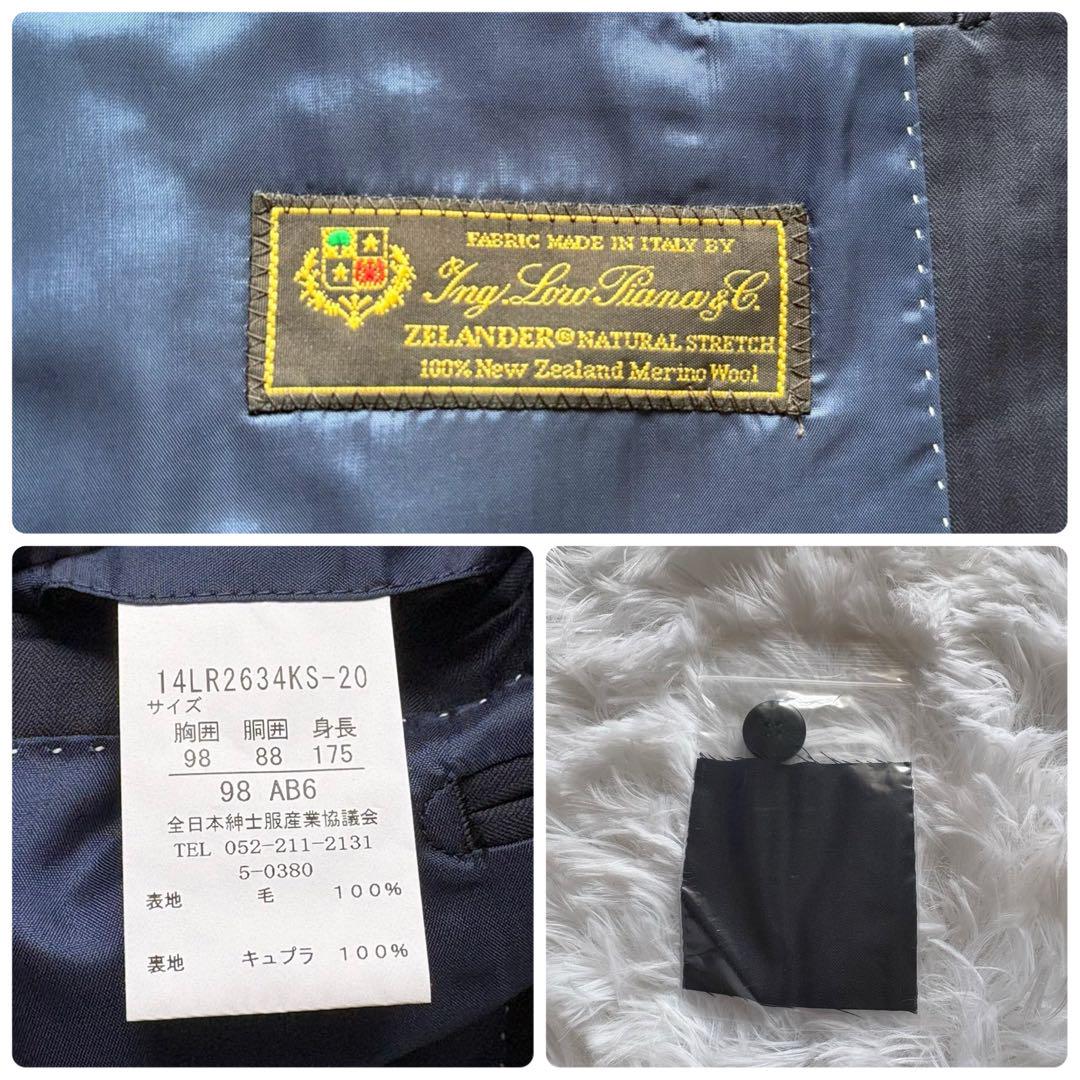 FABRIC MADE IN ITALY BY
Ing. Loro Piana & C.
ZELANDER® NATURAL STRETCH
100% New Zealand Merino Wool
14LR2634KS-20
サイズ
胸囲 胴囲 身長
98 88 175
98 AB6
全日本紳士服産業協議会
TEL 052-211-2131
5-0380
表地 毛 100%
裏地 キュプラ 100%